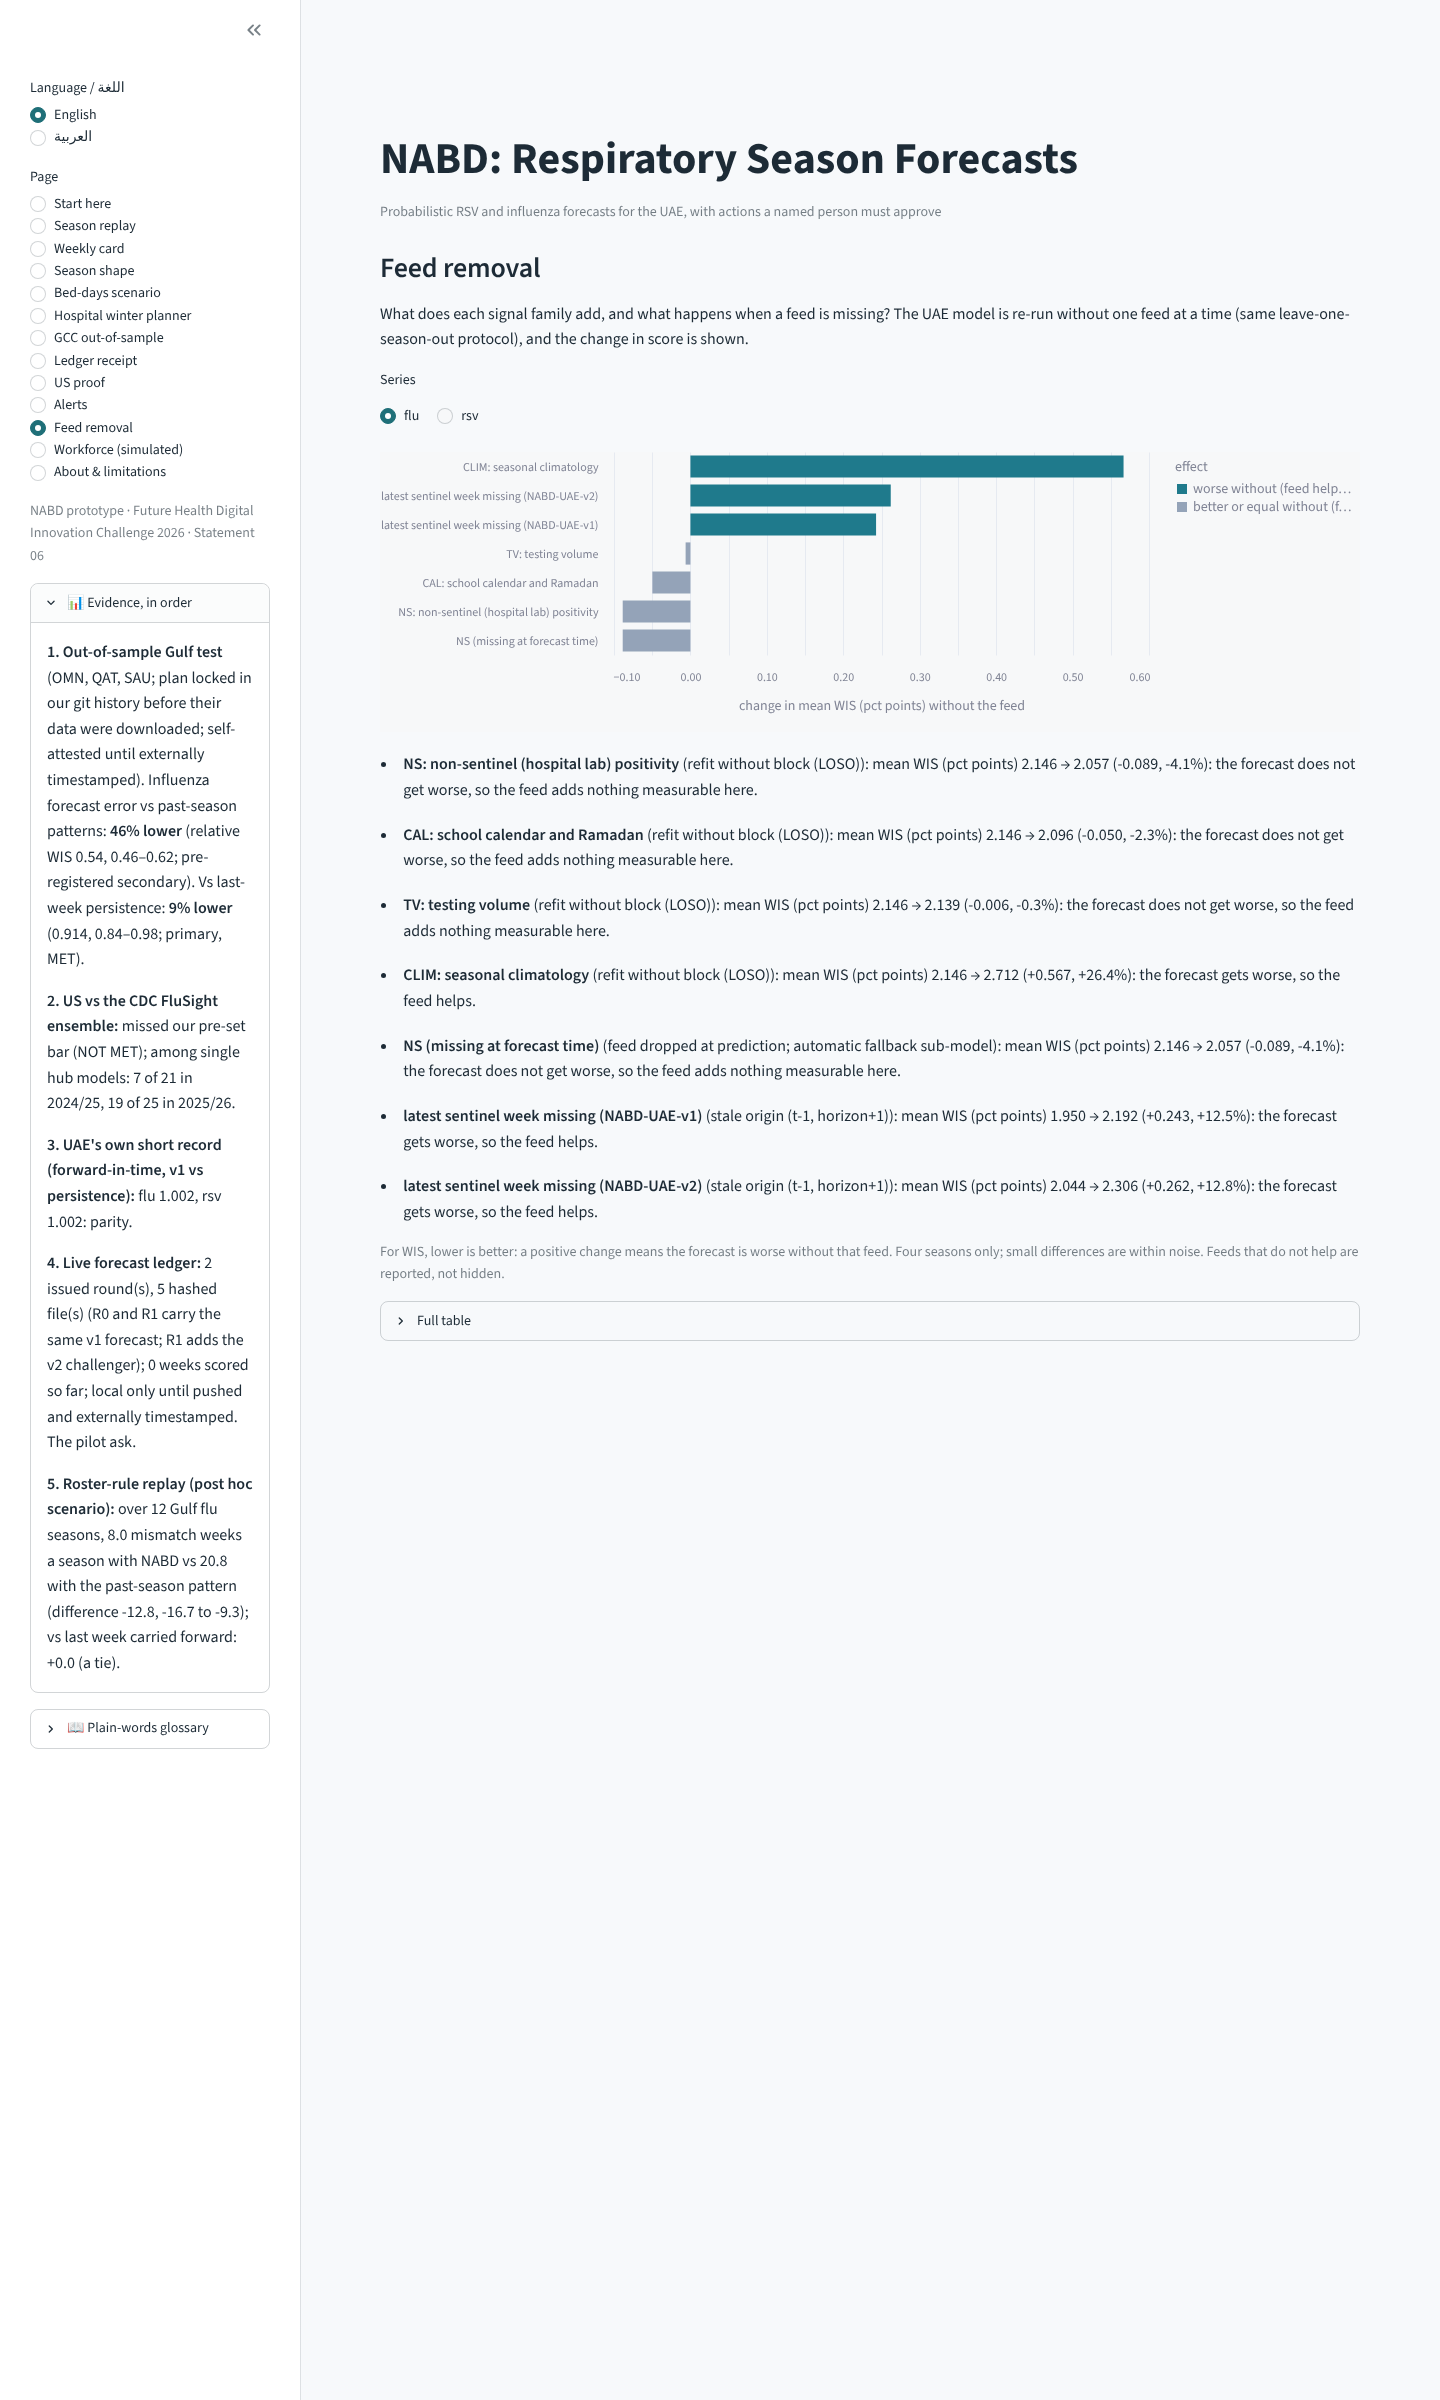 Language / اللغة
English
العربية
Page
Start here
Season replay
Weekly card
Season shape
Bed-days scenario
Hospital winter planner
GCC out-of-sample
Ledger receipt
US proof
Alerts
Feed removal
Workforce (simulated)
About & limitations
NABD prototype · Future Health Digital
Innovation Challenge 2026 · Statement
06
📊 Evidence, in order
1. Out-of-sample Gulf test
(OMN, QAT, SAU; plan locked in
our git history before their
data were downloaded; self-
attested until externally
timestamped). Influenza
forecast error vs past-season
patterns: 46% lower (relative
WIS 0.54, 0.46–0.62; pre-
registered secondary). Vs last-
week persistence: 9% lower
(0.914, 0.84–0.98; primary,
MET).
2. US vs the CDC FluSight
ensemble: missed our pre-set
bar (NOT MET); among single
hub models: 7 of 21 in
2024/25, 19 of 25 in 2025/26.
3. UAE's own short record
(forward-in-time, v1 vs
persistence): flu 1.002, rsv
1.002: parity.
4. Live forecast ledger: 2
issued round(s), 5 hashed
file(s) (R0 and R1 carry the
same v1 forecast; R1 adds the
v2 challenger); 0 weeks scored
so far; local only until pushed
and externally timestamped.
The pilot ask.
5. Roster-rule replay (post hoc
scenario): over 12 Gulf flu
seasons, 8.0 mismatch weeks
a season with NABD vs 20.8
with the past-season pattern
(difference -12.8, -16.7 to -9.3);
vs last week carried forward:
+0.0 (a tie).
📖 Plain-words glossary
NABD: Respiratory Season Forecasts
Probabilistic RSV and influenza forecasts for the UAE, with actions a named person must approve
Feed removal
What does each signal family add, and what happens when a feed is missing? The UAE model is re-run without one feed at a time (same leave-one-
season-out protocol), and the change in score is shown.
Series
flu rsv
CLIM: seasonal climatology
latest sentinel week missing (NABD-UAE-v2)
latest sentinel week missing (NABD-UAE-v1)
TV: testing volume
CAL: school calendar and Ramadan
NS: non-sentinel (hospital lab) positivity
NS (missing at forecast time)
−0.10 0.00 0.10 0.20 0.30 0.40 0.50 0.60
change in mean WIS (pct points) without the feed
effect
worse without (feed help…
better or equal without (f…
• NS: non-sentinel (hospital lab) positivity (refit without block (LOSO)): mean WIS (pct points) 2.146 → 2.057 (-0.089, -4.1%): the forecast does not
get worse, so the feed adds nothing measurable here.
• CAL: school calendar and Ramadan (refit without block (LOSO)): mean WIS (pct points) 2.146 → 2.096 (-0.050, -2.3%): the forecast does not get
worse, so the feed adds nothing measurable here.
• TV: testing volume (refit without block (LOSO)): mean WIS (pct points) 2.146 → 2.139 (-0.006, -0.3%): the forecast does not get worse, so the feed
adds nothing measurable here.
• CLIM: seasonal climatology (refit without block (LOSO)): mean WIS (pct points) 2.146 → 2.712 (+0.567, +26.4%): the forecast gets worse, so the
feed helps.
• NS (missing at forecast time) (feed dropped at prediction; automatic fallback sub-model): mean WIS (pct points) 2.146 → 2.057 (-0.089, -4.1%):
the forecast does not get worse, so the feed adds nothing measurable here.
• latest sentinel week missing (NABD-UAE-v1) (stale origin (t-1, horizon+1)): mean WIS (pct points) 1.950 → 2.192 (+0.243, +12.5%): the forecast
gets worse, so the feed helps.
• latest sentinel week missing (NABD-UAE-v2) (stale origin (t-1, horizon+1)): mean WIS (pct points) 2.044 → 2.306 (+0.262, +12.8%): the forecast
gets worse, so the feed helps.
For WIS, lower is better: a positive change means the forecast is worse without that feed. Four seasons only; small differences are within noise. Feeds that do not help are
reported, not hidden.
Full table